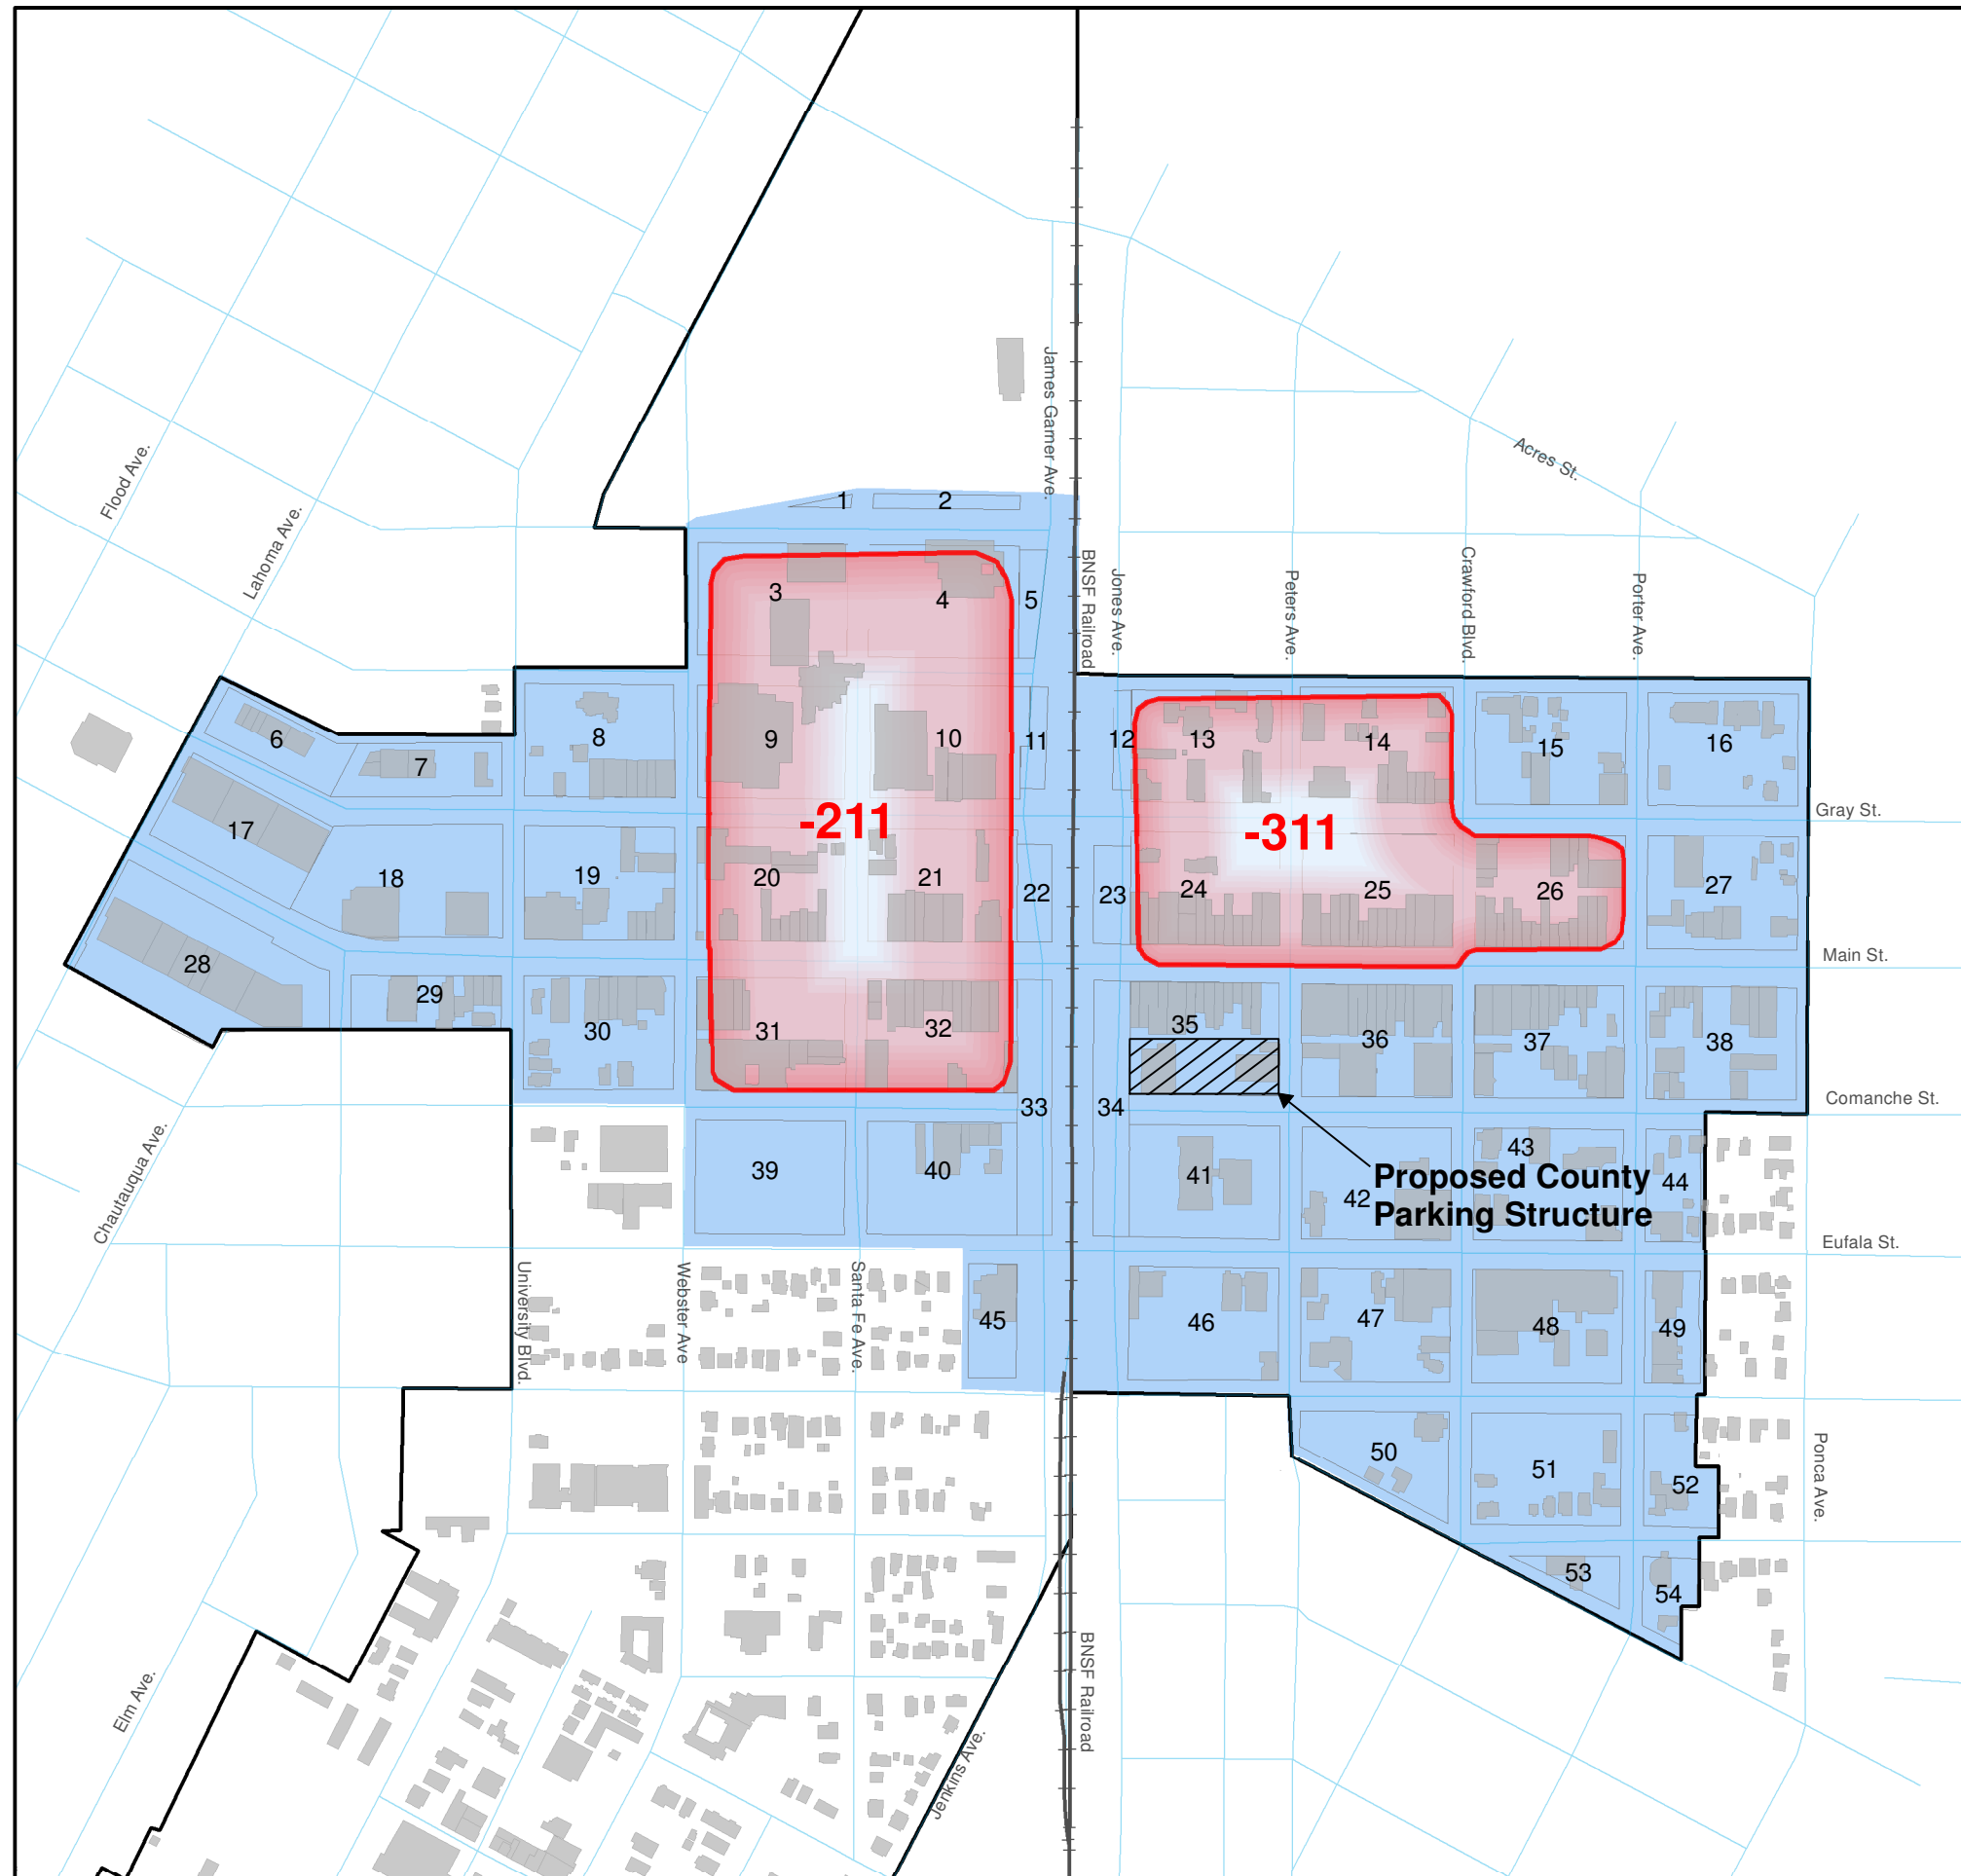 James Garner Ave.
Acres St.
Flood Ave.
Lahoma Ave.
1
2
BNSF Railroad
Jones Ave.
Peters Ave.
Crawford Blvd.
Porter Ave.
3
4
5
6
7
8
9
10
11
12
13
14
15
16
Gray St.
-211
-311
17
18
19
20
21
22
23
24
25
26
27
Main St.
28
29
30
31
32
33
34
35
36
37
38
Comanche St.
Chautauqua Ave.
39
40
41
42
43
44
Proposed County
Parking Structure
Eufala St.
University Blvd.
Webster Ave
Santa Fe Ave.
45
46
47
48
49
50
51
52
53
54
Ponca Ave.
Elm Ave.
BNSF Railroad
Jenkins Ave.